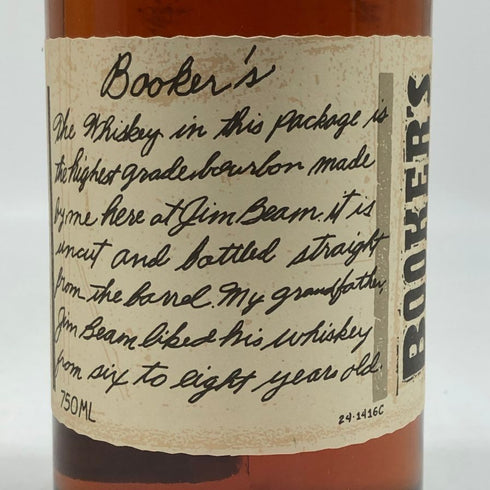 Booker's
The Whiskey in this package is
the highest grade bourbon made
by me here at Jim Beam. it is
uncut and bottled straight
from the barrel. My grandfather,
Jim Beam liked his whiskey
from six to eight years old.
750ML
24-1416C
BOOKER'S